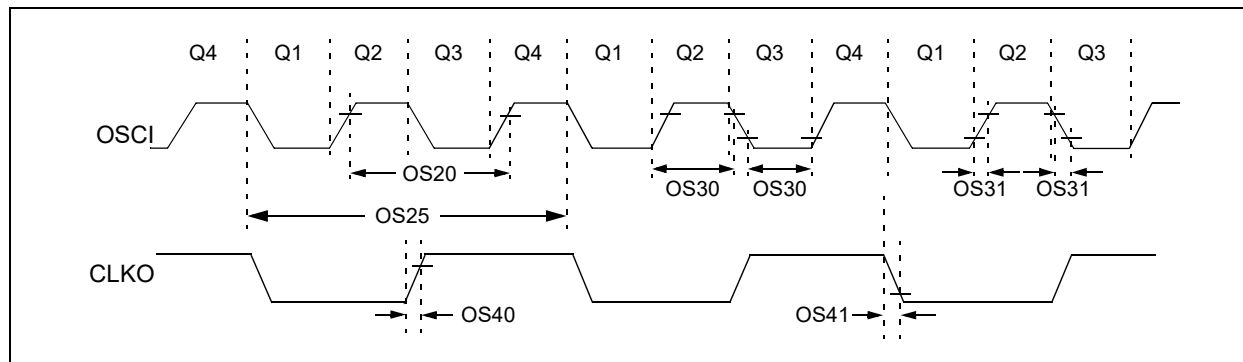 Q4 Q1 Q2 Q3 Q4 Q1 Q2 Q3 Q4 Q1 Q2 Q3
OSCI
OS20
OS30 OS30
OS31 OS31
OS25
CLKO
OS40
OS41